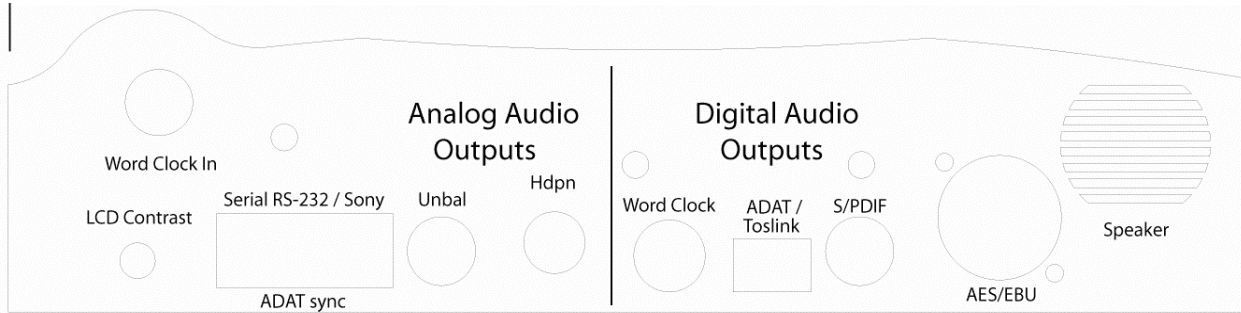 Word Clock In
LCD Contrast
Serial RS-232 / Sony
ADAT sync
Analog Audio
Outputs
Unbal
Hdpn
Digital Audio
Outputs
Word Clock
ADAT /
Toslink
S/PDIF
AES/EBU
Speaker